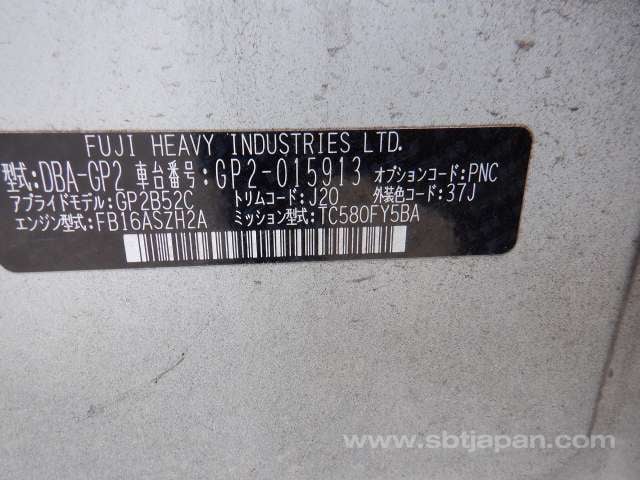 FUJI HEAVY INDUSTRIES LTD.
型式:DBA-GP2 車台番号:GP2-015913 オプションコード:PNC
アプライドモデル:GP2B52C トリムコード:J20 外装色コード:37J
エンジン型式:FB16ASZH2A ミッション型式:TC580FY5BA
www.sbtjapan.com